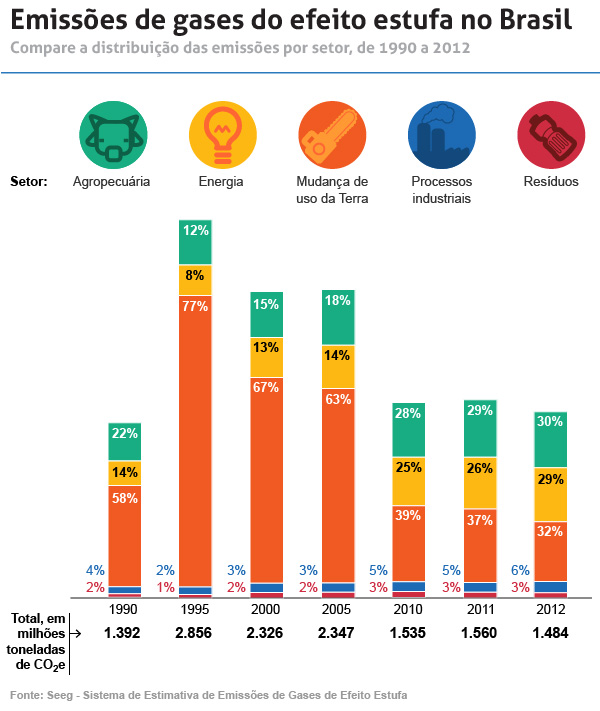 Emissões de gases do efeito estufa no Brasil
Compare a distribuição das emissões por setor, de 1990 a 2012
Setor: Agropecuária Energia Mudança de uso da Terra Processos industriais Resíduos
12%
8%
77%
15%
13%
67%
18%
14%
63%
22%
14%
58%
28%
25%
39%
29%
26%
37%
30%
29%
32%
4% 2% 3% 3% 5% 5% 6%
2% 1% 2% 2% 3% 3% 3%
1990 1995 2000 2005 2010 2011 2012
Total, em
milhões
toneladas
de CO2e
1.392 2.856 2.326 2.347 1.535 1.560 1.484
Fonte: Seeg - Sistema de Estimativa de Emissões de Gases de Efeito Estufa